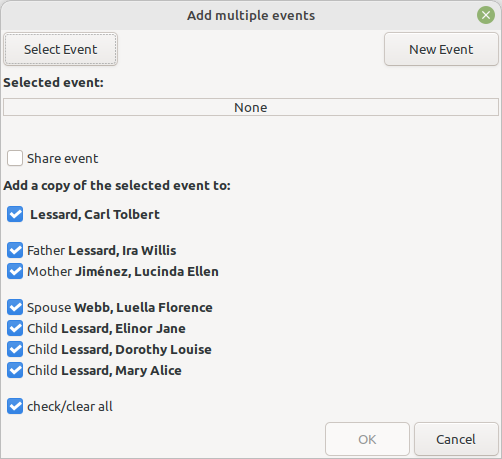 Add multiple events
Select Event New Event
Selected event:
None
Share event
Add a copy of the selected event to:
Lessard, Carl Tolbert
Father Lessard, Ira Willis
Mother Jiménez, Lucinda Ellen
Spouse Webb, Luella Florence
Child Lessard, Elinor Jane
Child Lessard, Dorothy Louise
Child Lessard, Mary Alice
check/clear all
OK Cancel